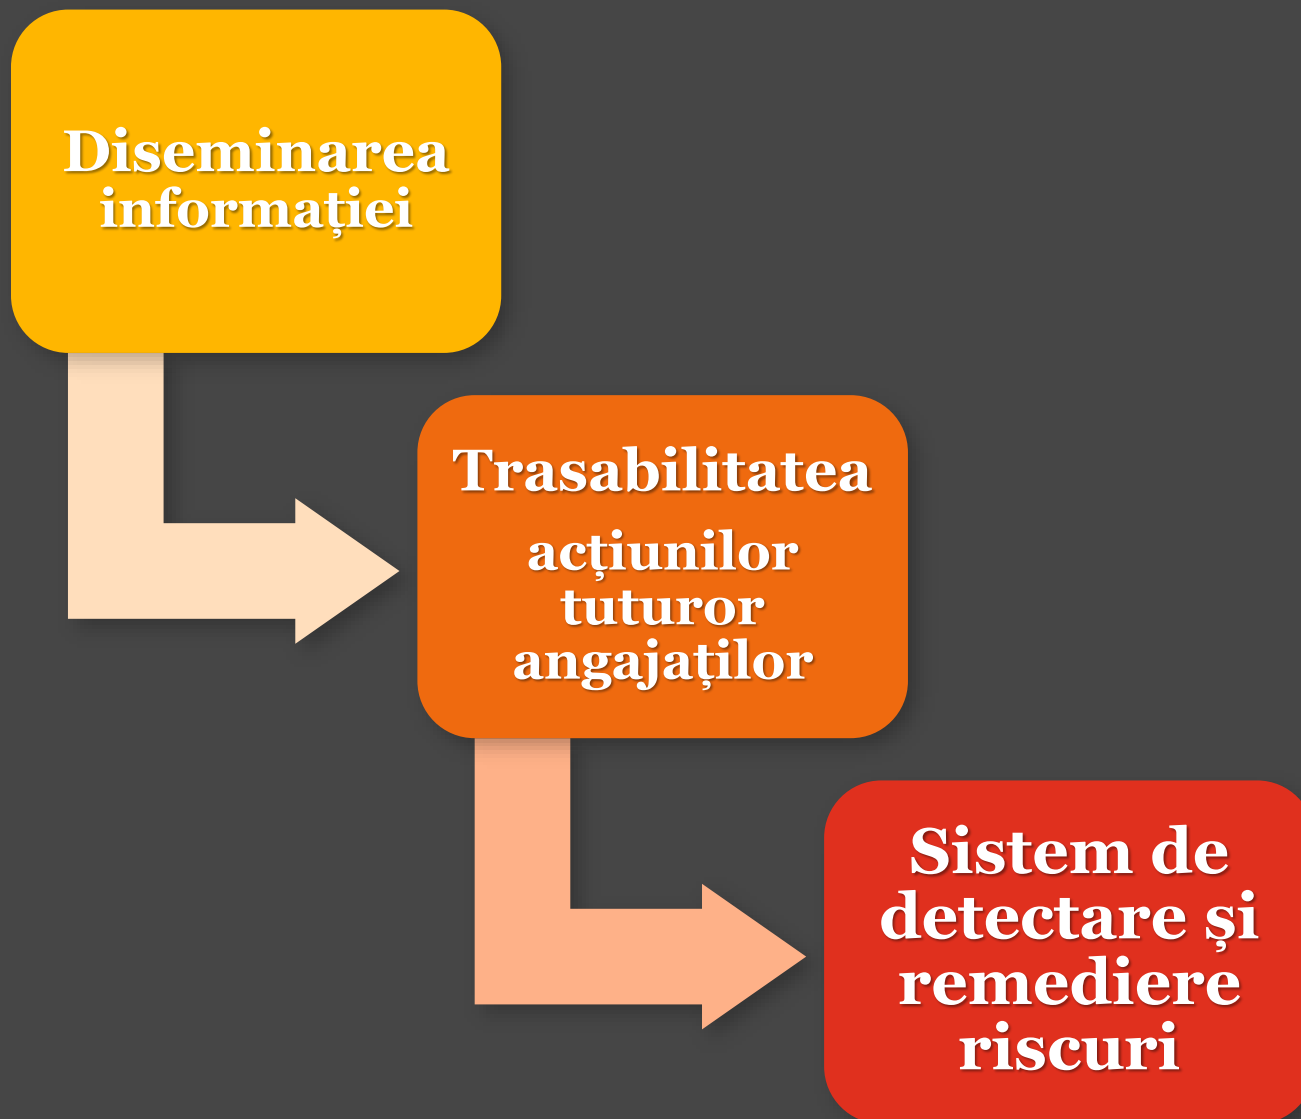 Diseminarea
informației
Trasabilitatea
acțiunilor
tuturor
angajaților
Sistem de
detectare și
remediere
riscuri